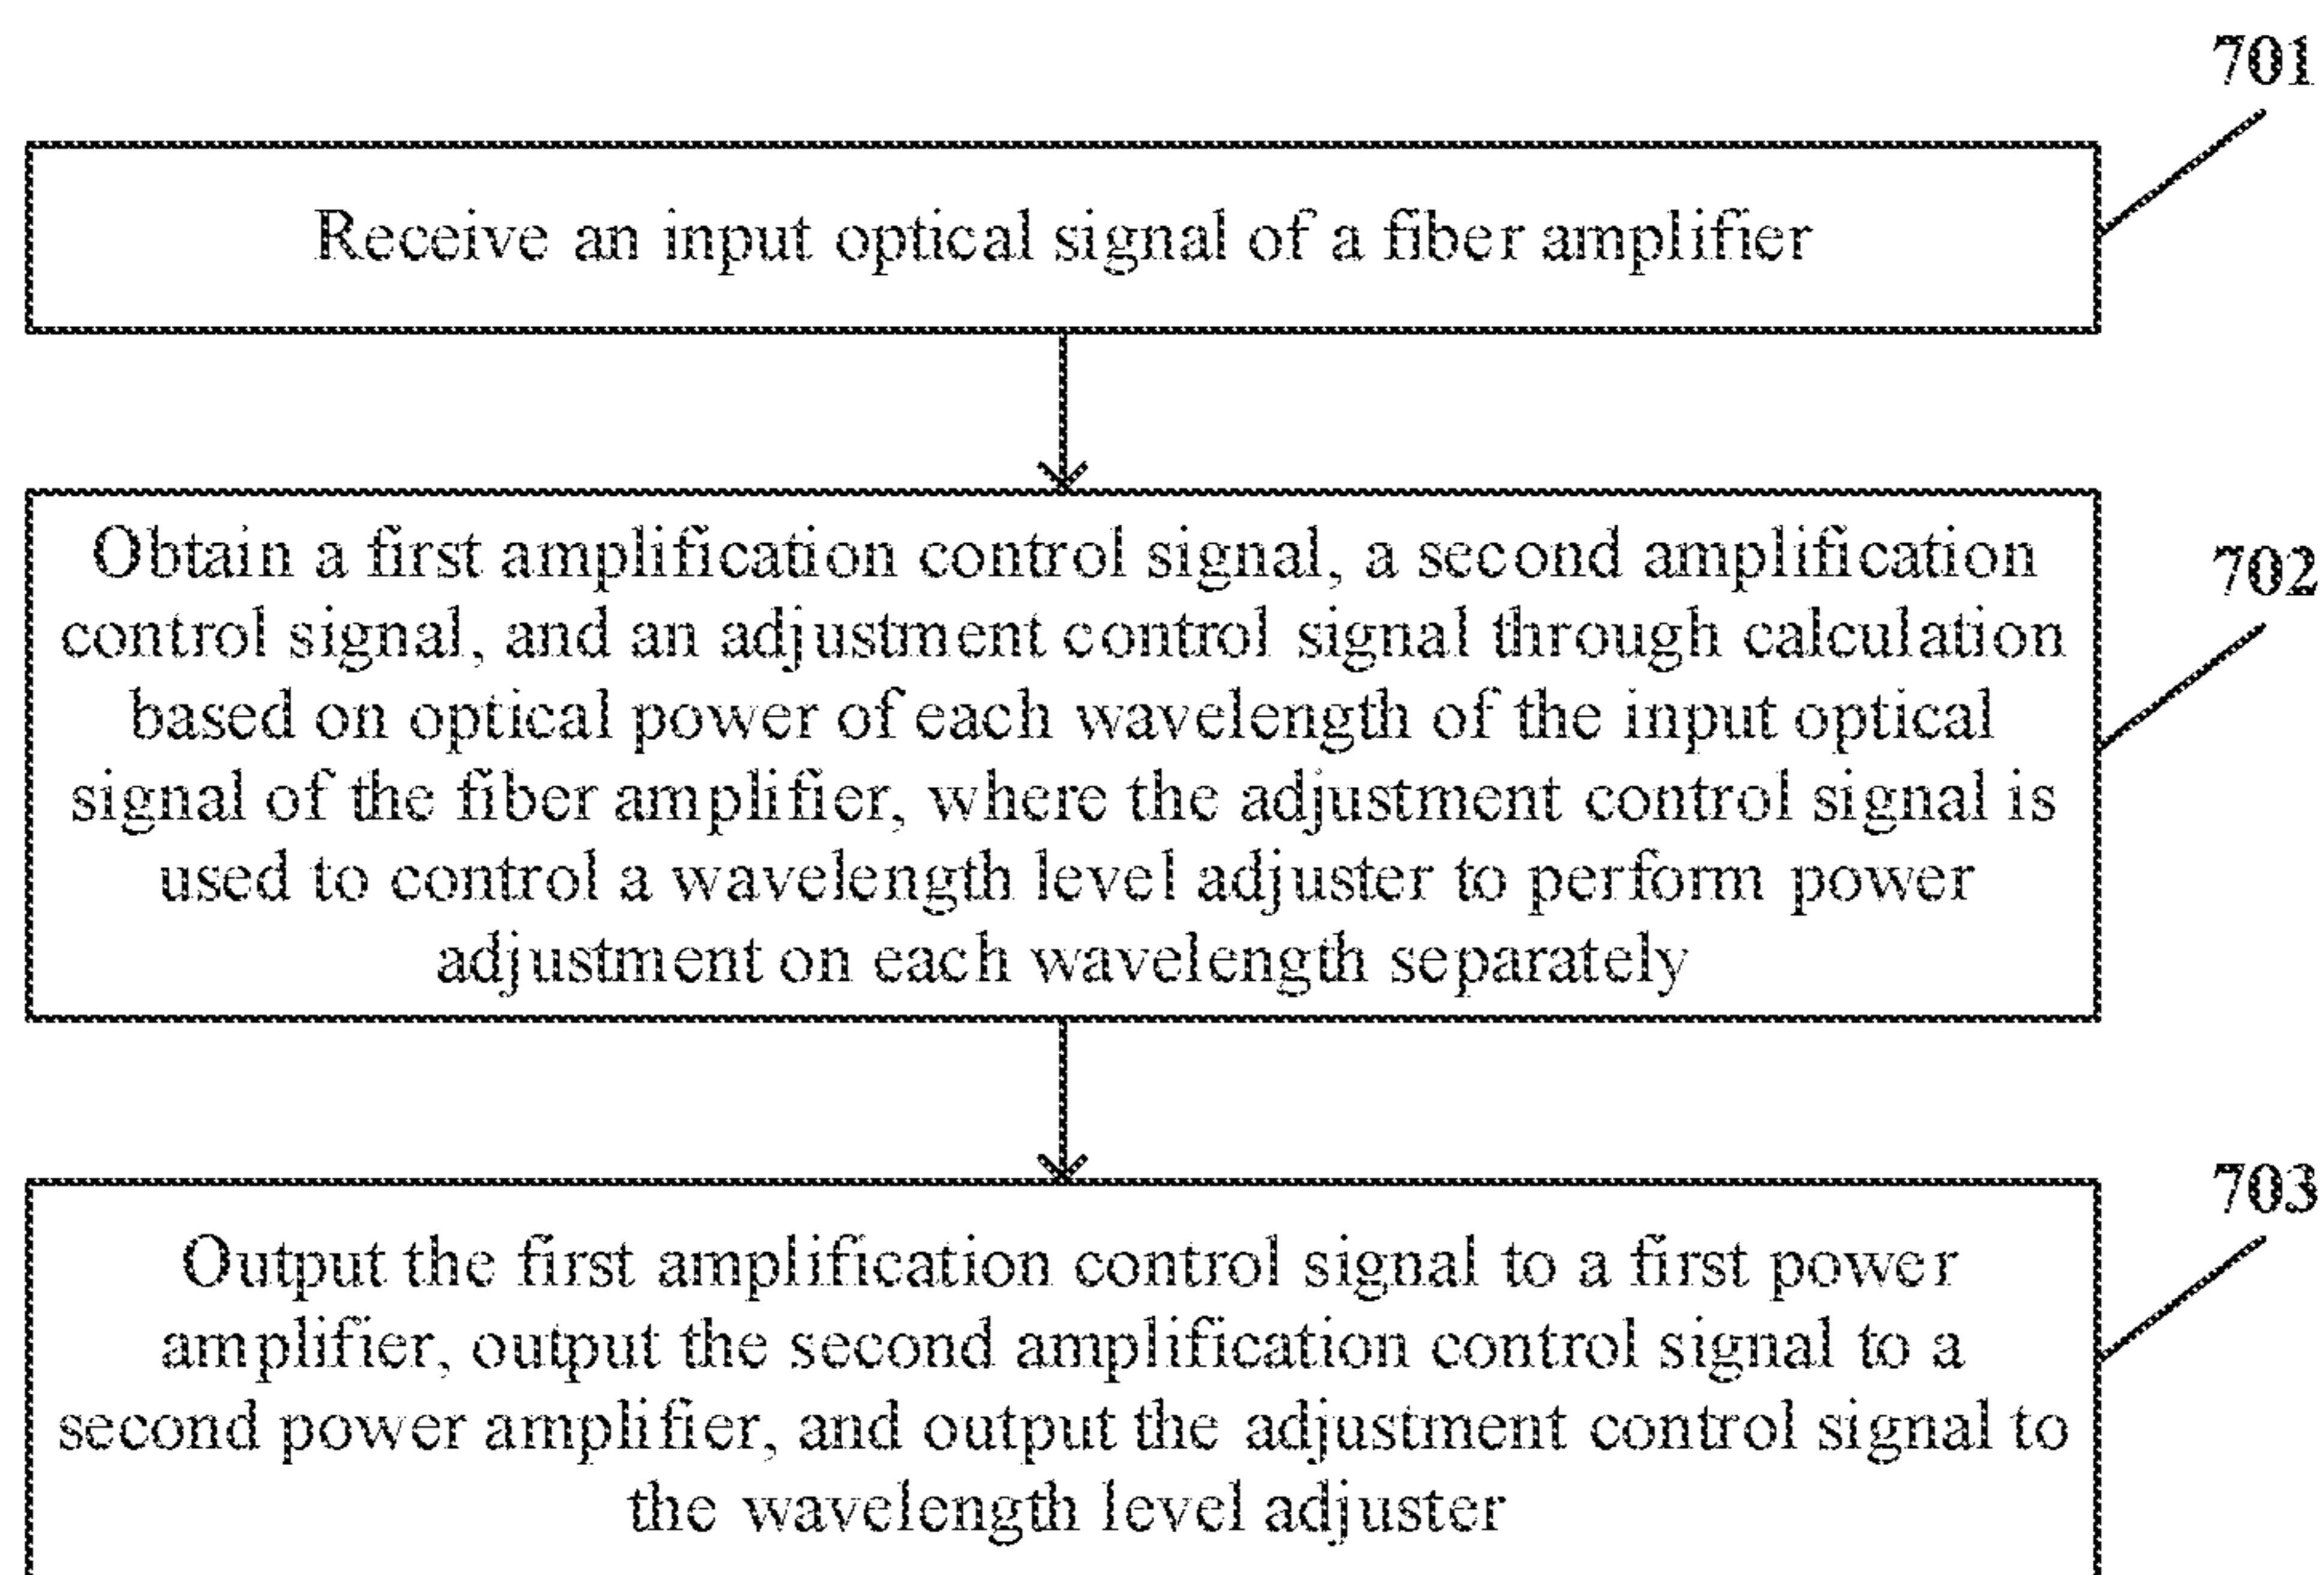 701
Receive an input optical signal of a fiber amplifier
Obtain a first amplification control signal, a second amplification
702
control signal, and an adjustment control signal through calculation
based on optical power of each wavelength of the input optical
signal of the fiber amplifier, where the adjustment control signal is
used to control a wavelength level adjuster to perform power
adjustment on each wavelength separately
703
Output the first amplification control signal to a first power
amplifier, output the second amplification control signal to a
second power amplifier, and output the adjustment control signal to
the wavelength level adjuster